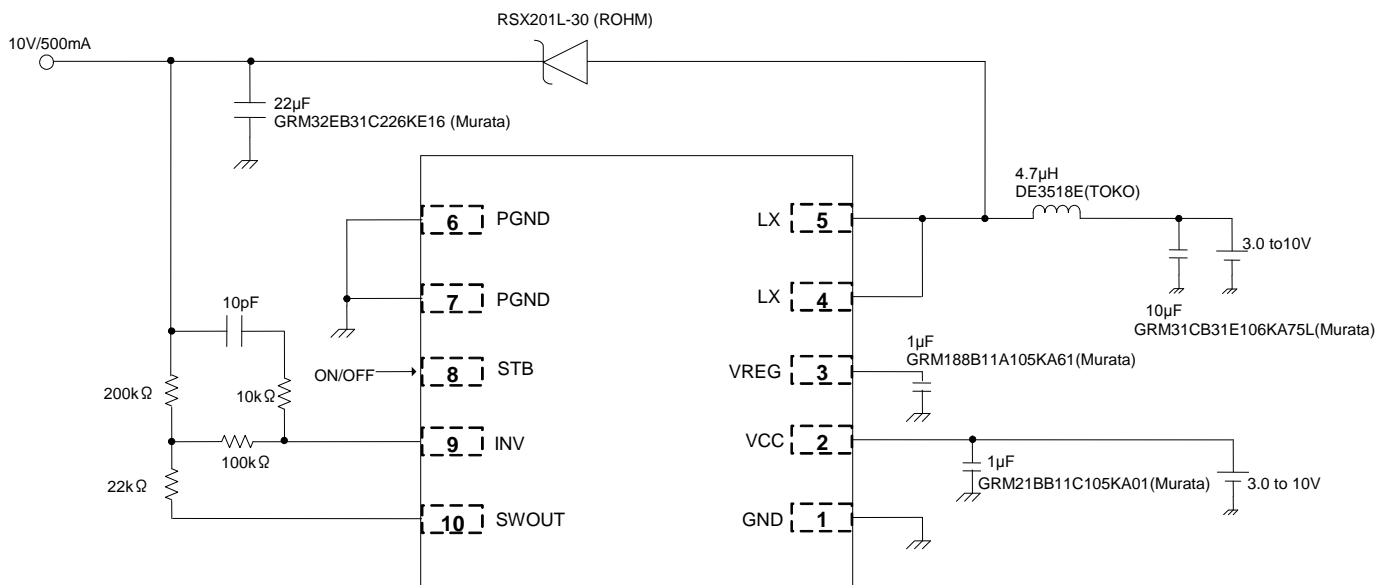 RSX201L-30 (ROHM)
10V/500mA
22µF
GRM32EB31C226KE16 (Murata)
4.7µH
DE3518E(TOKO)
6 PGND
LX 5
3.0 to10V
7 PGND
LX 4
10µF
GRM31CB31E106KA75L(Murata)
10pF
1µF
GRM188B11A105KA61(Murata)
ON/OFF
8 STB
VREG 3
200kΩ
10kΩ
9 INV
VCC 2
100kΩ
1µF
GRM21BB11C105KA01(Murata)
3.0 to 10V
22kΩ
10 SWOUT
GND 1